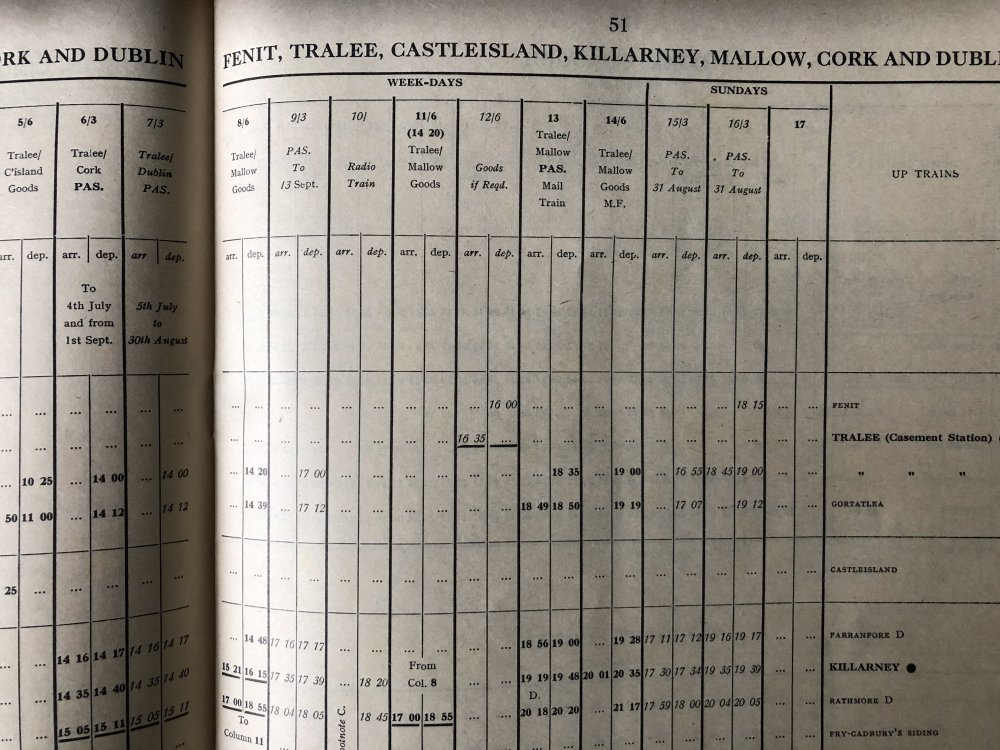 51
RK AND DUBLIN FENIT, TRALEE, CASTLEISLAND, KILLARNEY, MALLOW, CORK AND DUBLI
WEEK-DAYS SUNDAYS
5/6 6/3 7/3 8/6 9/3 10/ 11/6 12/6 13 14/6 15/3 16/3 17
(14 20)
Tralee/ Tralee/ Tralee/ Tralee/ PAS. Tralee/ Tralee/ Tralee/ PAS. PAS.
C'island Cork Dublin Mallow To Radio Mallow Goods Mallow Mallow To To UP TRAINS
Goods PAS. PAS. Goods 13 Sept. Train Goods if Reqd. PAS. Goods 31 August 31 August
Mail M.F.
Train
arr. dep. arr. dep. arr dep. arr. dep. arr. dep. arr. dep. arr. dep. arr. dep. arr. dep. arr. dep. arr. dep. arr. dep. arr. dep.
To
4th July 5th July
and from to
1st Sept. 30th August
... ... ... ... ... ... ... ... ... ... ... ... ... ... ... 16 00 ... ... ... ... ... ... ... 18 15 ... ... FENIT
... ... ... ... ... ... ... ... ... ... ... ... ... ... 16 35 ... ... ... ... ... ... ... ... ... ... ... TRALEE (Casement Station)
... 10 25 ... 14 00 ... 14 00 ... 14 20 ... 17 00 ... ... ... ... ... ... ... 18 35 ... 19 00 ... 16 55 18 45 19 00 ... ... " " "
50 11 00 ... 14 12 ... 14 12 ... 14 39 ... 17 12 ... ... ... ... ... ... 18 49 18 50 ... 19 19 ... 17 07 ... 19 12 ... ... GORTATLEA
25 ... ... ... ... ... ... ... ... ... ... ... ... ... ... ... ... ... ... ... ... ... ... ... ... ... CASTLEISLAND
... ... 14 16 14 17 14 16 14 17 ... 14 48 17 16 17 17 ... ... ... ... 18 56 19 00 ... 19 28 17 11 17 12 19 16 19 17 ... ... FARRANFORE D
... ... 14 35 14 40 14 35 14 40 15 21 16 15 17 35 17 39 ... 18 20 From Col. 8 ... ... 19 19 19 48 20 01 20 35 17 30 17 34 19 35 19 39 ... ... KILLARNEY ●
D.
... ... 15 05 15 11 15 05 15 11 17 00 18 55 18 04 18 05 18 45 17 00 18 55 ... ... 20 18 20 20 ... 21 17 17 59 18 00 20 04 20 05 ... ... RATHMORE D
To
Column 11
ootnote C.
FRY-CADBURY'S SIDING